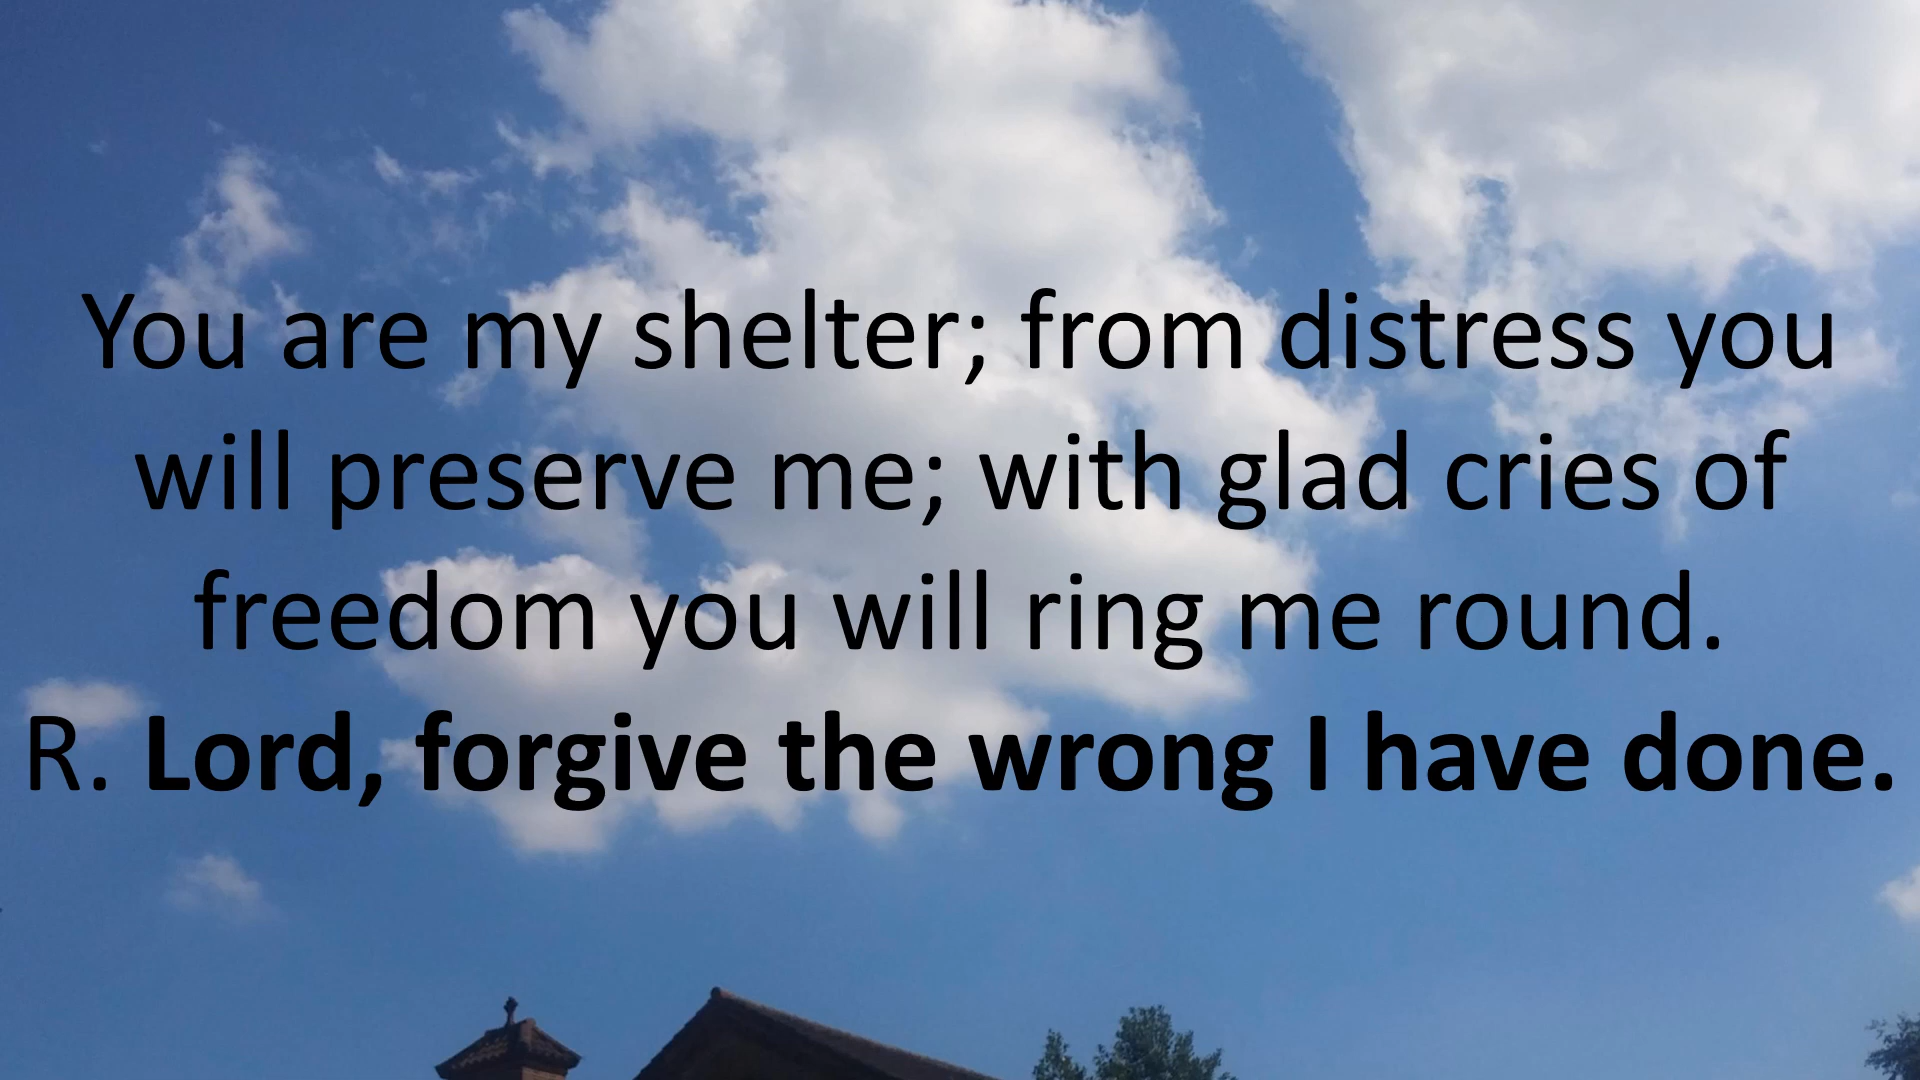 You are my shelter; from distress you
will preserve me; with glad cries of
freedom you will ring me round.
R. Lord, forgive the wrong I have done.